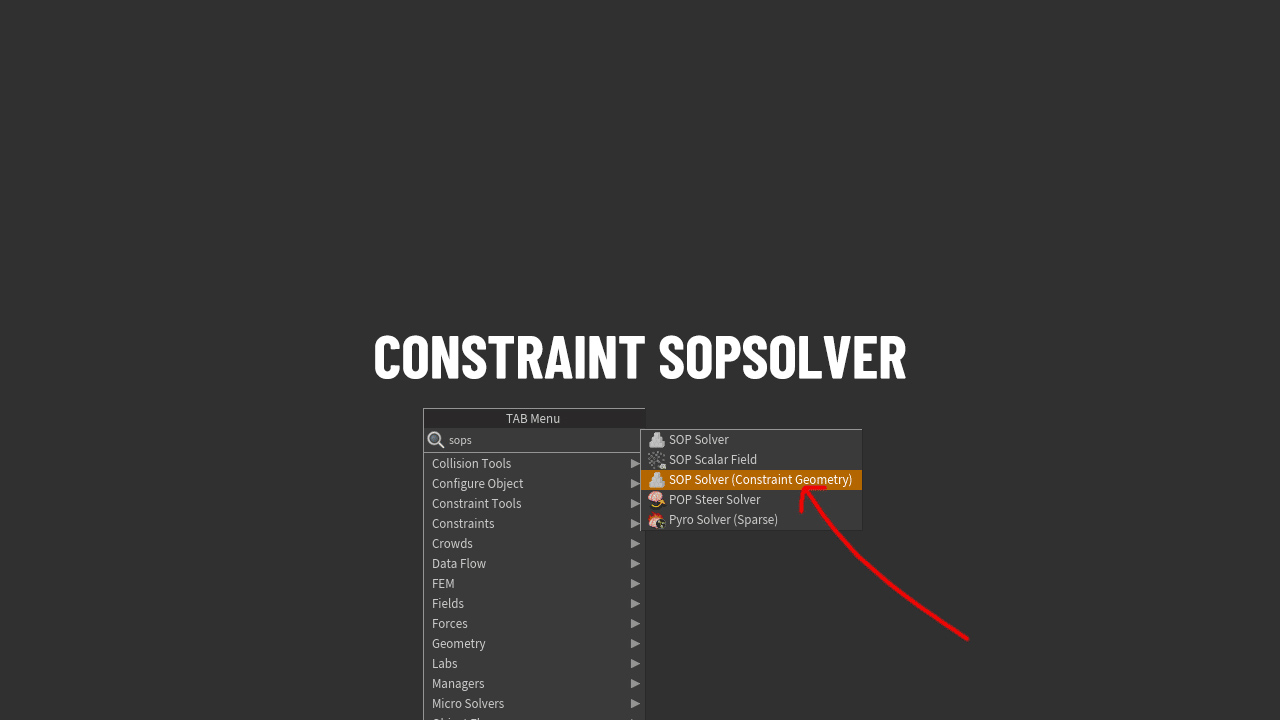 CONSTRAINT SOPSOLVER
TAB Menu
sops
Collision Tools
Configure Object
Constraint Tools
Constraints
Crowds
Data Flow
FEM
Fields
Forces
Geometry
Labs
Managers
Micro Solvers
SOP Solver
SOP Scalar Field
SOP Solver (Constraint Geometry)
POP Steer Solver
Pyro Solver (Sparse)